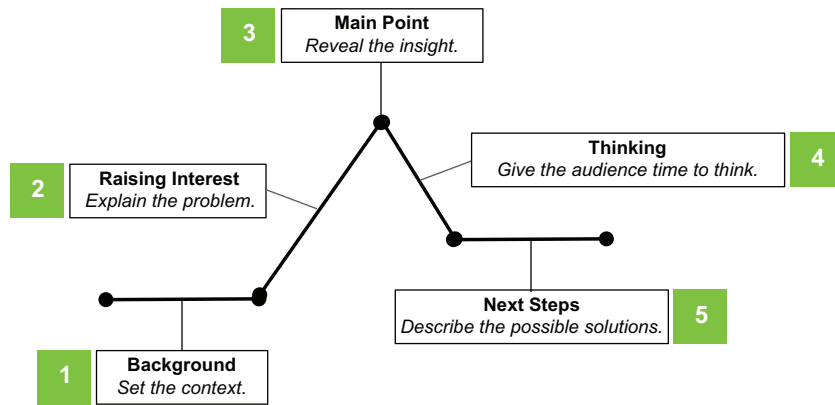 1
Background
Set the context.
2
Raising Interest
Explain the problem.
3
Main Point
Reveal the insight.
4
Thinking
Give the audience time to think.
5
Next Steps
Describe the possible solutions.